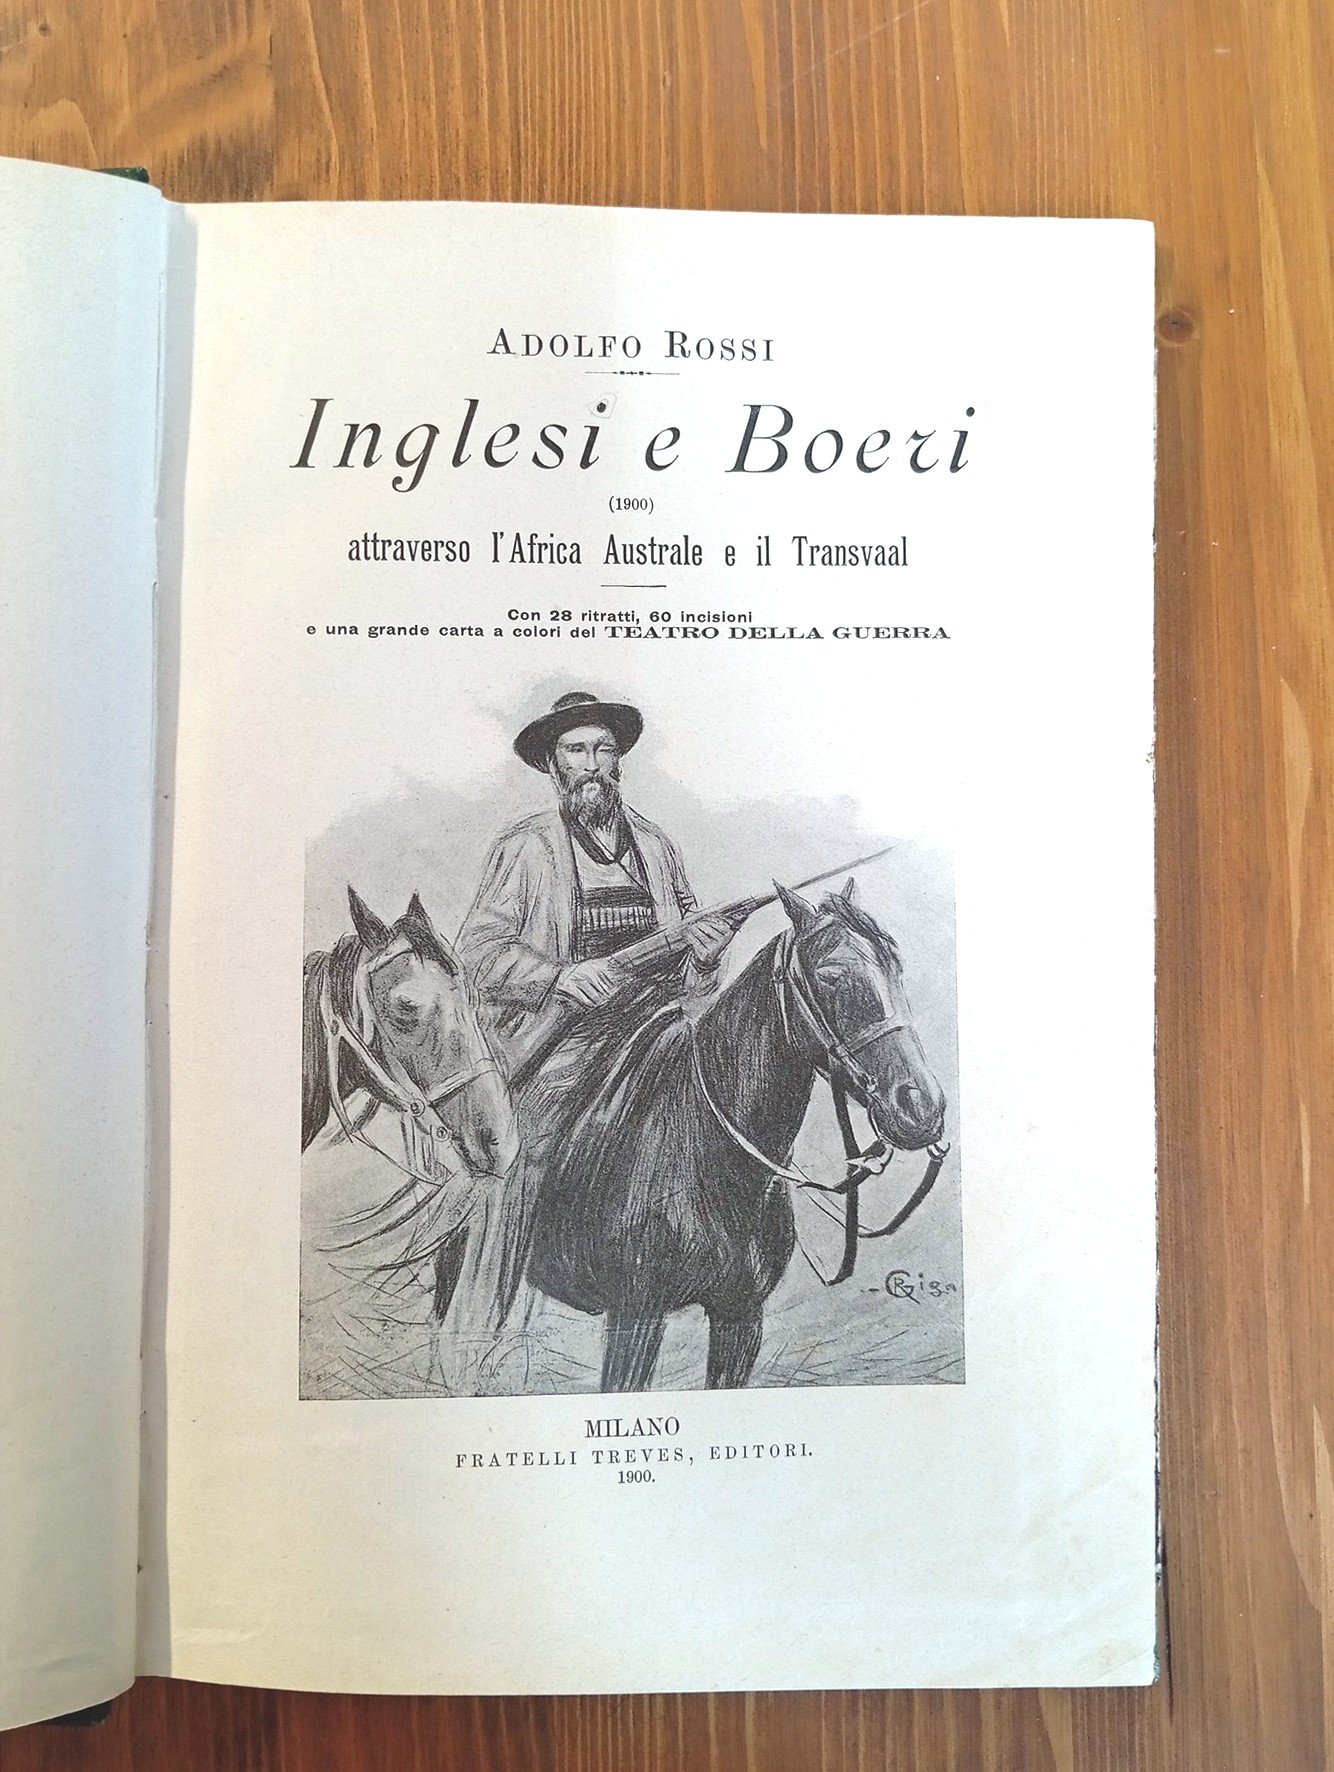 ADOLFO ROSSI
Inglesi e Boeri
(1900)
attraverso l'Africa Australe e il Transvaal
Con 28 ritratti, 60 incisioni
e una grande carta a colori del TEATRO DELLA GUERRA
MILANO
FRATELLI TREVES, EDITORI.
1900.